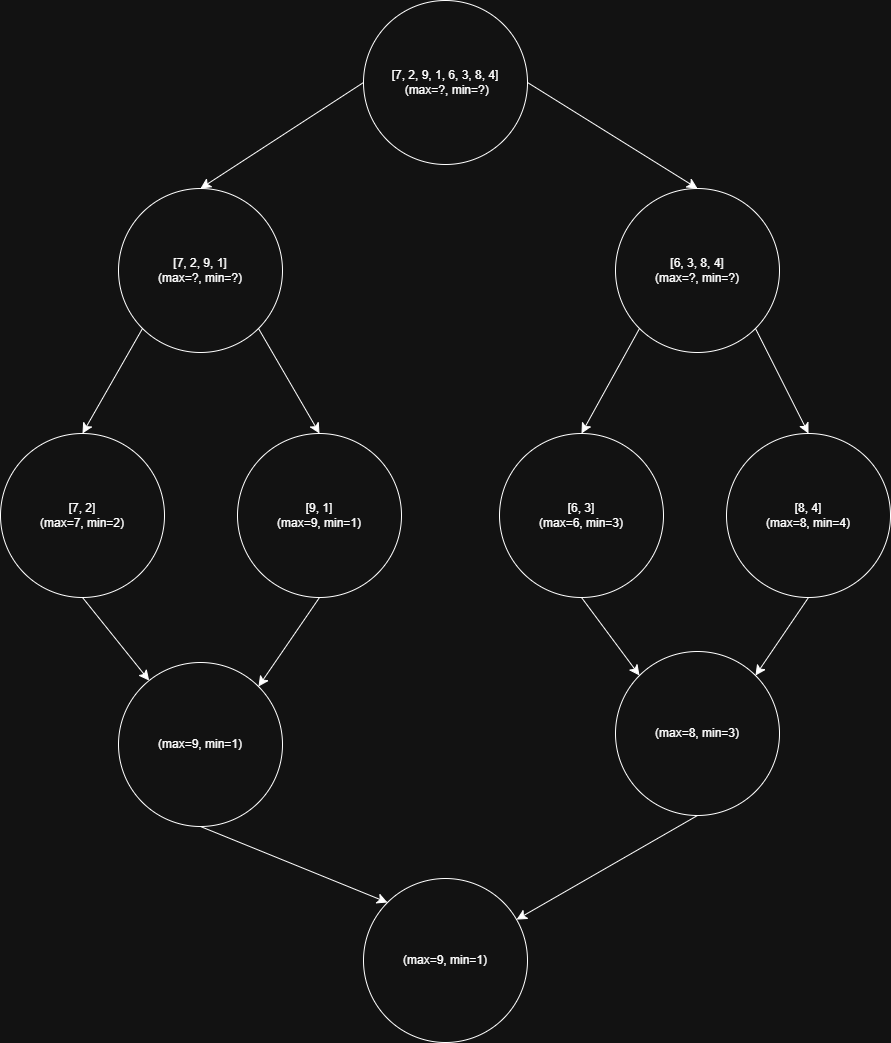 [7, 2, 9, 1, 6, 3, 8, 4]
(max=?, min=?)
[7, 2, 9, 1]
(max=?, min=?)
[6, 3, 8, 4]
(max=?, min=?)
[7, 2]
(max=7, min=2)
[9, 1]
(max=9, min=1)
[6, 3]
(max=6, min=3)
[8, 4]
(max=8, min=4)
(max=9, min=1)
(max=8, min=3)
(max=9, min=1)